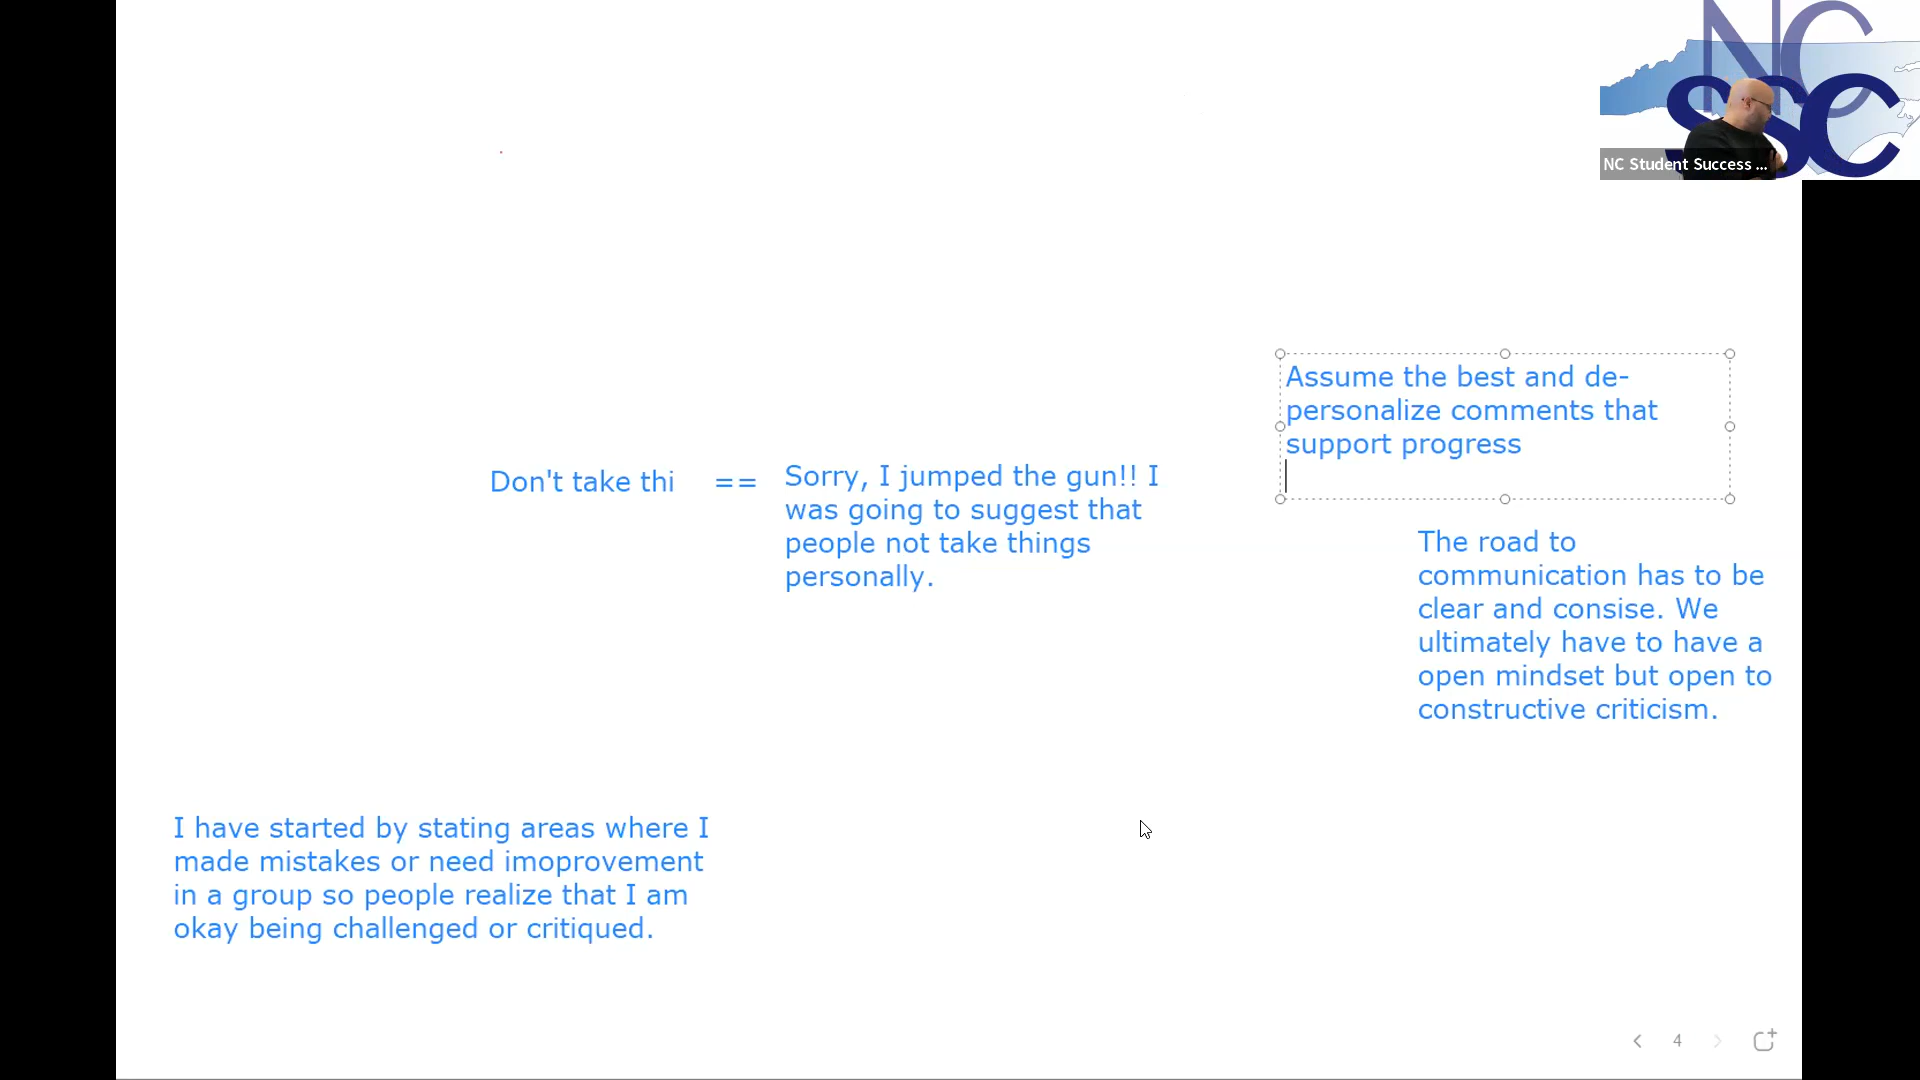 NC
SSC
NC Student Success ...
Assume the best and de-
personalize comments that
support progress
Don't take thi == Sorry, I jumped the gun!! I
was going to suggest that
people not take things
personally.
The road to
communication has to be
clear and consise. We
ultimately have to have a
open mindset but open to
constructive criticism.
I have started by stating areas where I
made mistakes or need imoprovement
in a group so people realize that I am
okay being challenged or critiqued.
4